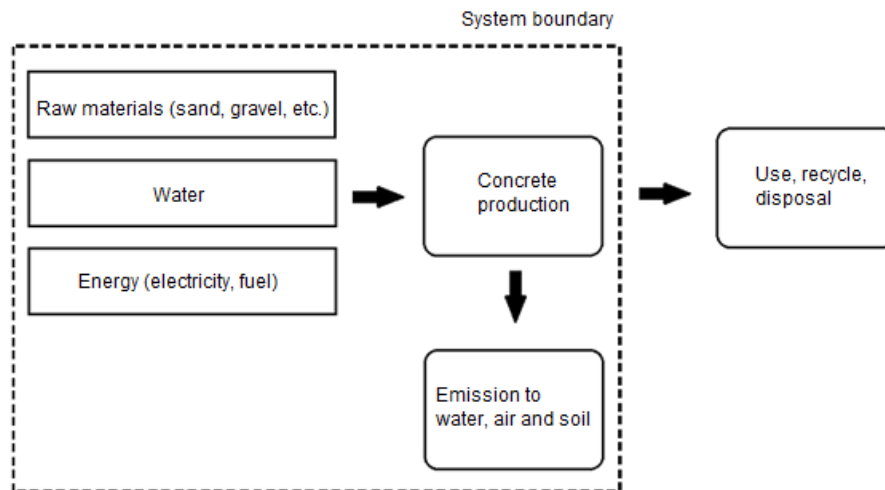 System boundary
Raw materials (sand, gravel, etc.)
Water
Energy (electricity, fuel)
Concrete
production
Use, recycle,
disposal
Emission to
water, air and soil